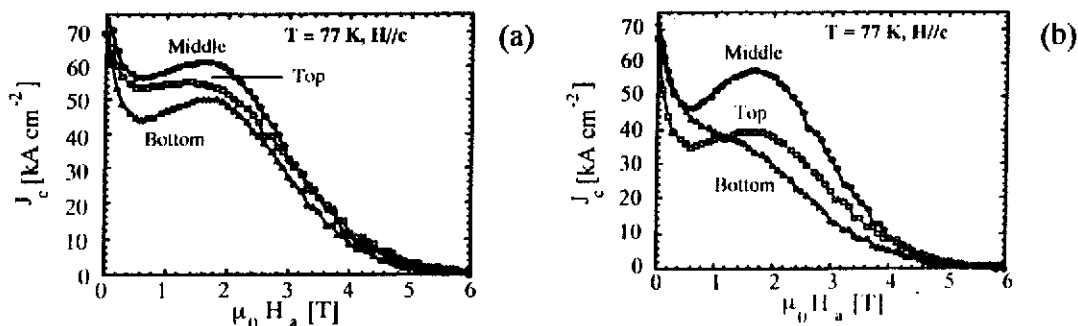 70
60
50
40
30
20
10
0
J_c [kA cm^-2]
T = 77 K, H//c
Middle
Top
Bottom
0 1 2 3 4 5 6
μ_0 H_a [T]
(a)
70
60
50
40
30
20
10
0
J_c [kA cm^-2]
T = 77 K, H//c
Middle
Top
Bottom
0 1 2 3 4 5 6
μ_0 H_a [T]
(b)